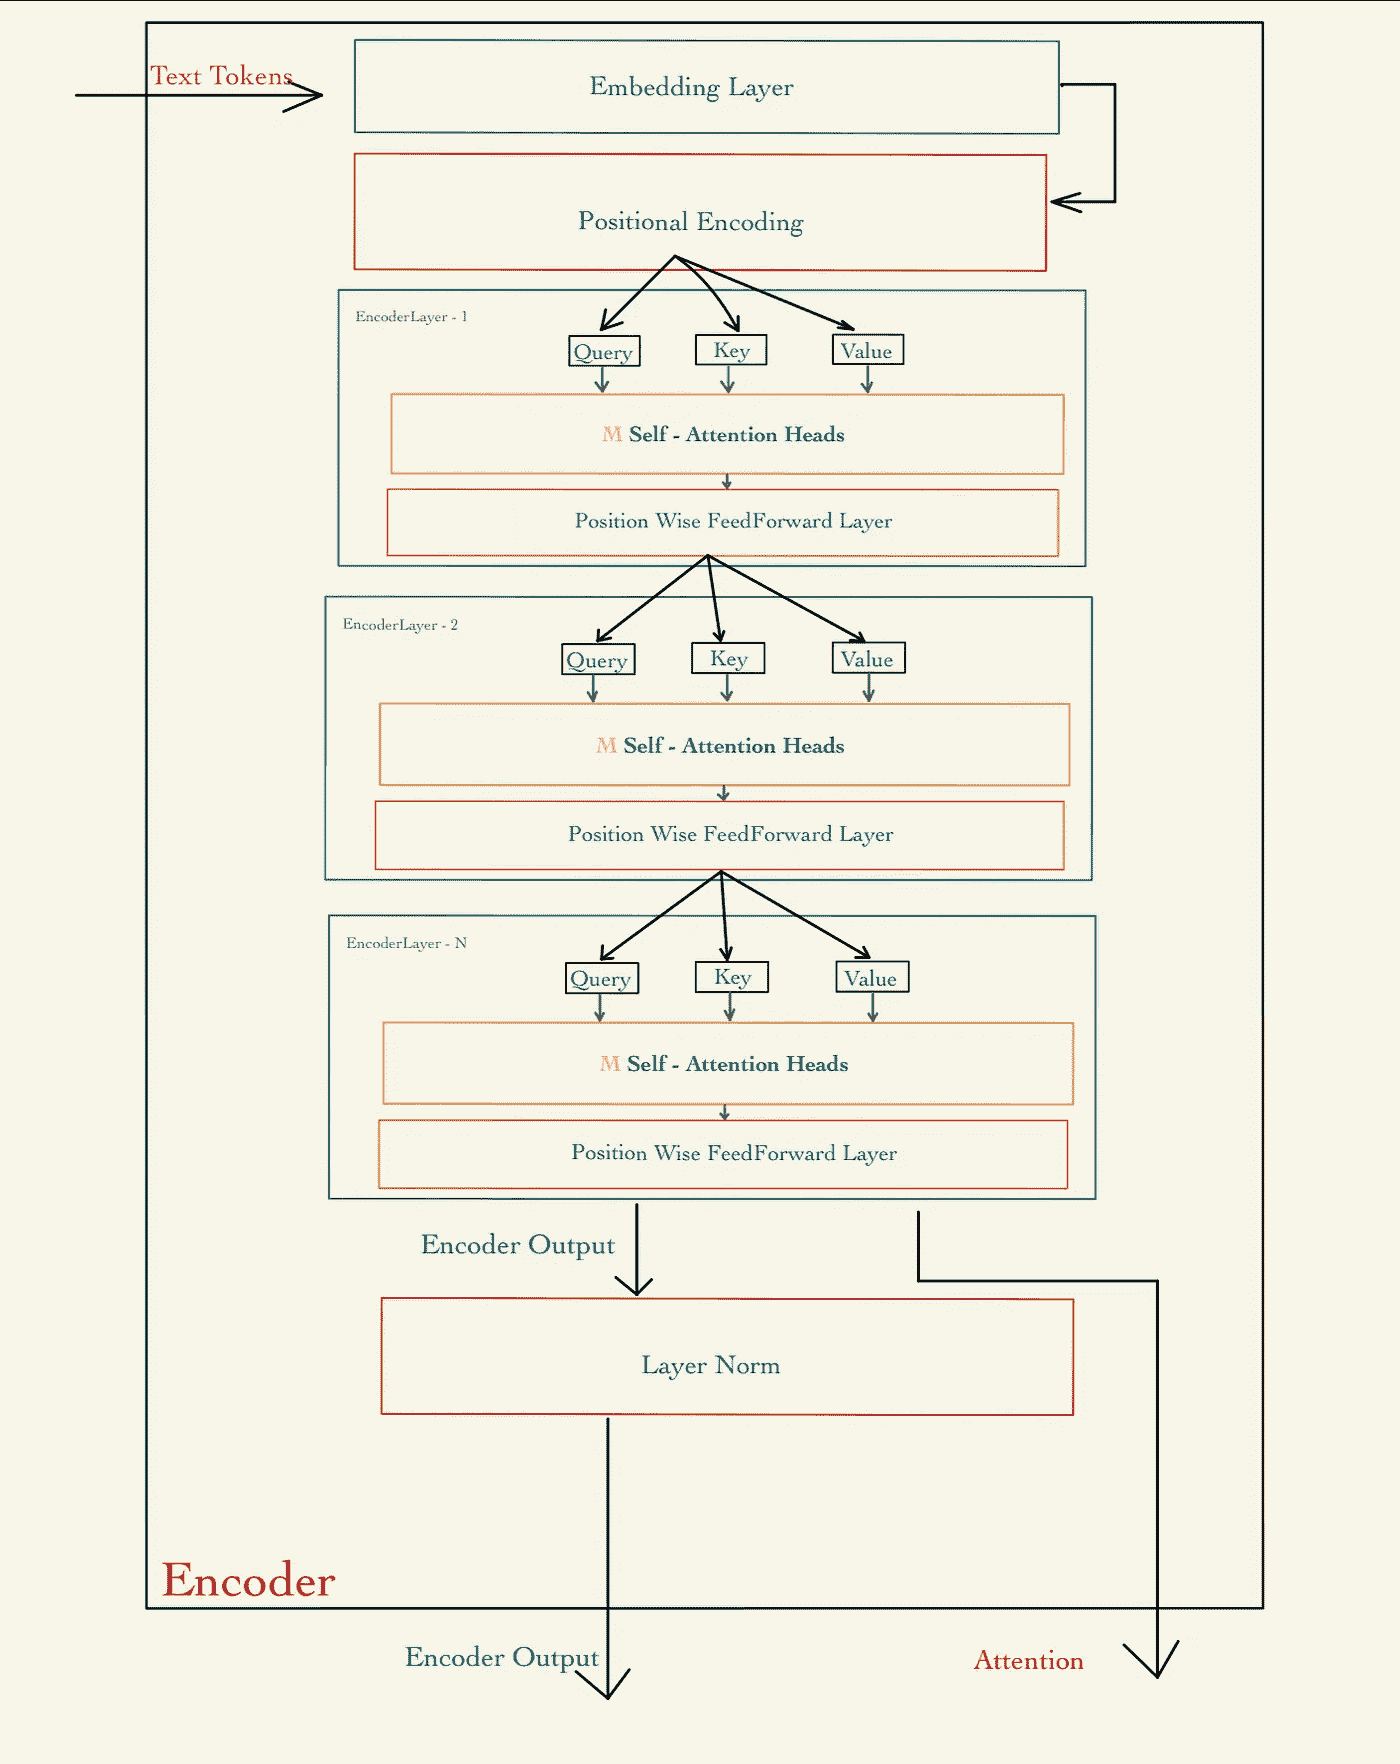 Text Tokens
Embedding Layer
Positional Encoding
EncoderLayer - 1
Query
Key
Value
M Self - Attention Heads
Position Wise FeedForward Layer
EncoderLayer - 2
Query
Key
Value
M Self - Attention Heads
Position Wise FeedForward Layer
EncoderLayer - N
Query
Key
Value
M Self - Attention Heads
Position Wise FeedForward Layer
Encoder Output
Layer Norm
Encoder
Encoder Output
Attention